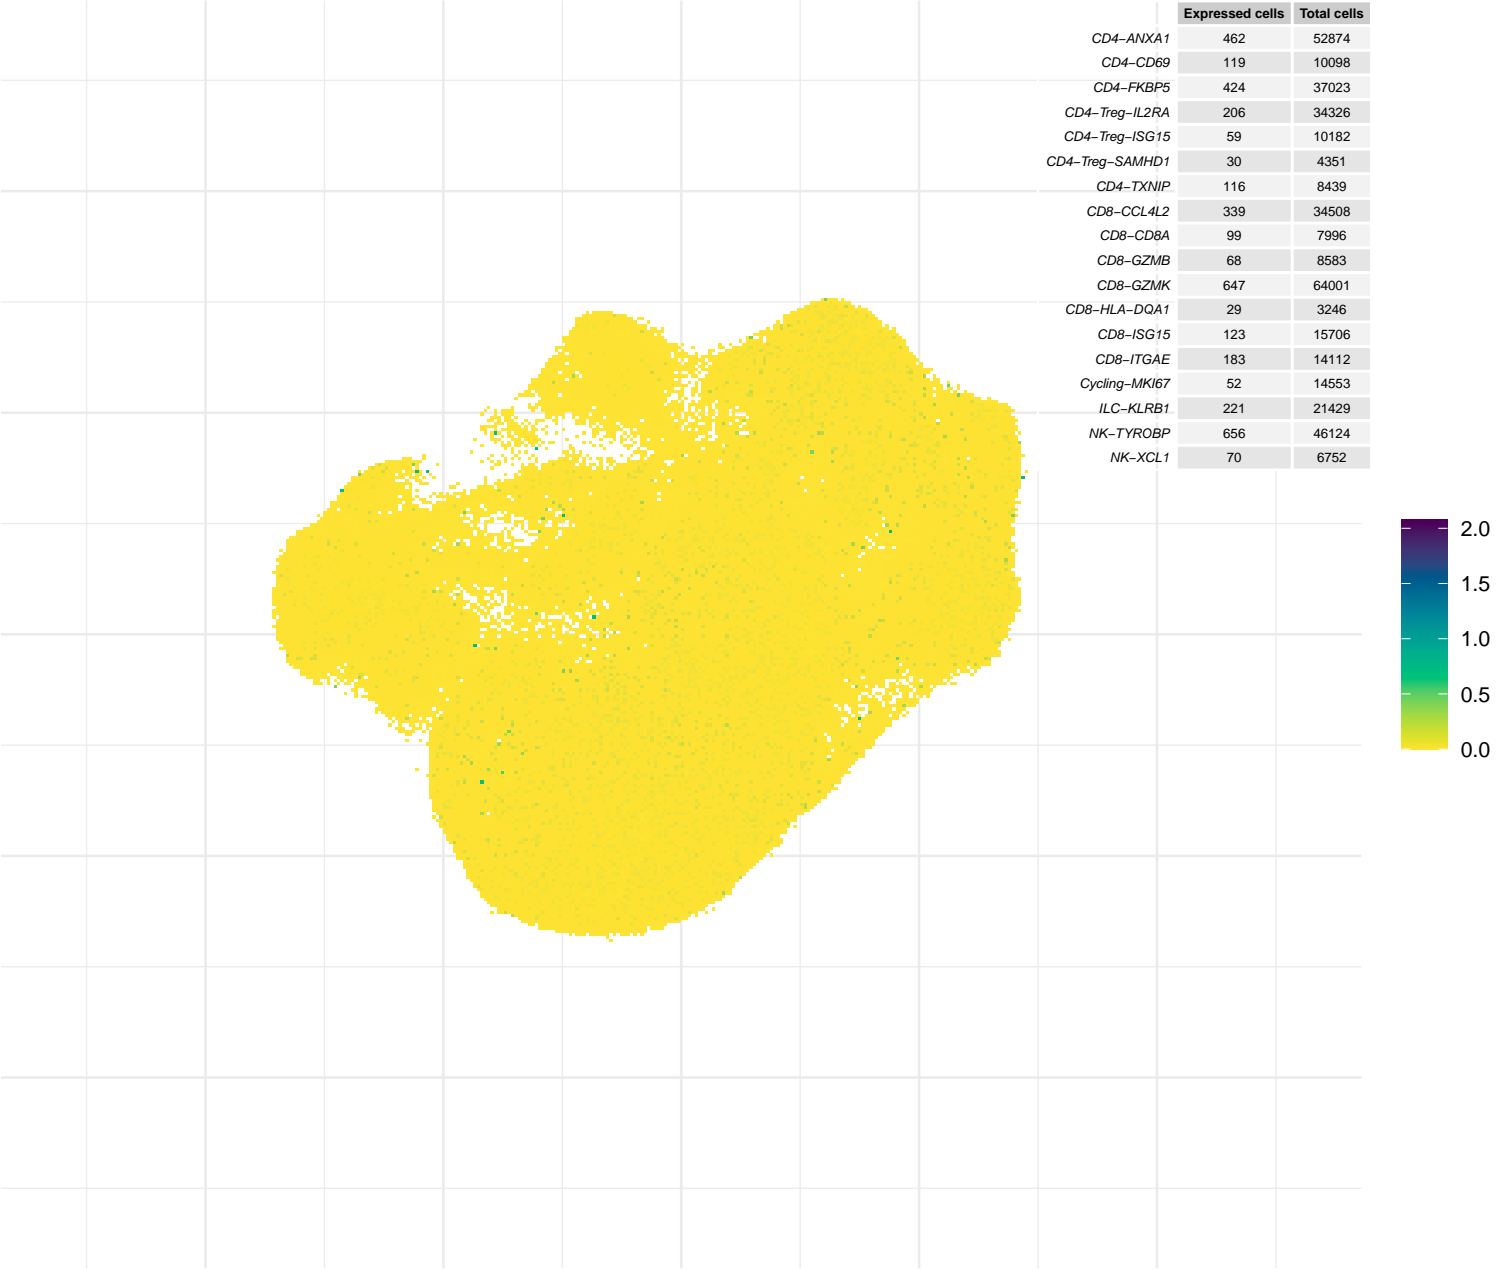 Expressed cells Total cells
CD4−ANXA1 462 52874
CD4−CD69 119 10098
CD4−FKBP5 424 37023
CD4−Treg−IL2RA 206 34326
CD4−Treg−ISG15 59 10182
CD4−Treg−SAMHD1 30 4351
CD4−TXNIP 116 8439
CD8−CCL4L2 339 34508
CD8−CD8A 99 7996
CD8−GZMB 68 8583
CD8−GZMK 647 64001
CD8−HLA−DQA1 29 3246
CD8−ISG15 123 15706
CD8−ITGAE 183 14112
Cycling−MKI67 52 14553
ILC−KLRB1 221 21429
NK−TYROBP 656 46124
NK−XCL1 70 6752
2.0
1.5
1.0
0.5
0.0